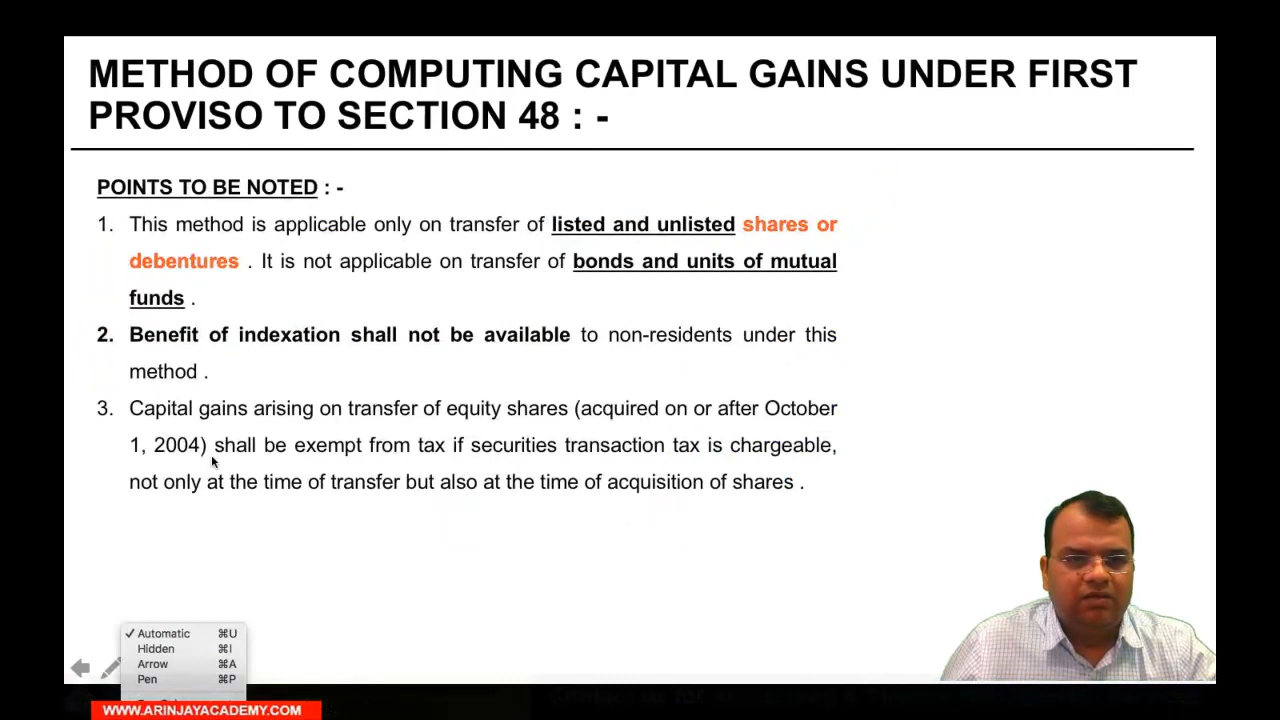 METHOD OF COMPUTING CAPITAL GAINS UNDER FIRST
PROVISO TO SECTION 48 : -
POINTS TO BE NOTED : -
1. This method is applicable only on transfer of listed and unlisted shares or
debentures . It is not applicable on transfer of bonds and units of mutual
funds .
2. Benefit of indexation shall not be available to non-residents under this
method .
3. Capital gains arising on transfer of equity shares (acquired on or after October
1, 2004) shall be exempt from tax if securities transaction tax is chargeable,
not only at the time of transfer but also at the time of acquisition of shares .
✓ Automatic ⌘U
Hidden ⌘I
Arrow ⌘A
Pen ⌘P
WWW.ARINJAYACADEMY.COM